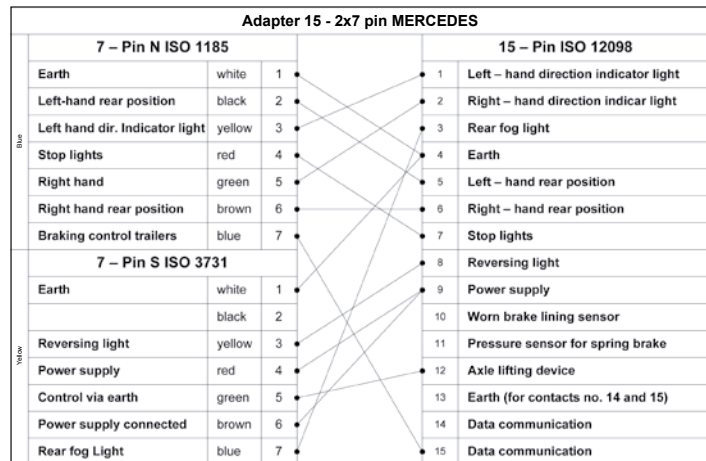 Adapter 15 - 2x7 pin MERCEDES
7 – Pin N ISO 1185
15 – Pin ISO 12098
Blue
Earth white 1
1 Left – hand direction indicator light
Left-hand rear position black 2
2 Right – hand direction indicar light
Left hand dir. Indicator light yellow 3
3 Rear fog light
Stop lights red 4
4 Earth
Right hand green 5
5 Left – hand rear position
Right hand rear position brown 6
6 Right – hand rear position
Braking control trailers blue 7
7 Stop lights
7 – Pin S ISO 3731
8 Reversing light
Yellow
Earth white 1
9 Power supply
black 2
10 Worn brake lining sensor
Reversing light yellow 3
11 Pressure sensor for spring brake
Power supply red 4
12 Axle lifting device
Control via earth green 5
13 Earth (for contacts no. 14 and 15)
Power supply connected brown 6
14 Data communication
Rear fog Light blue 7
15 Data communication